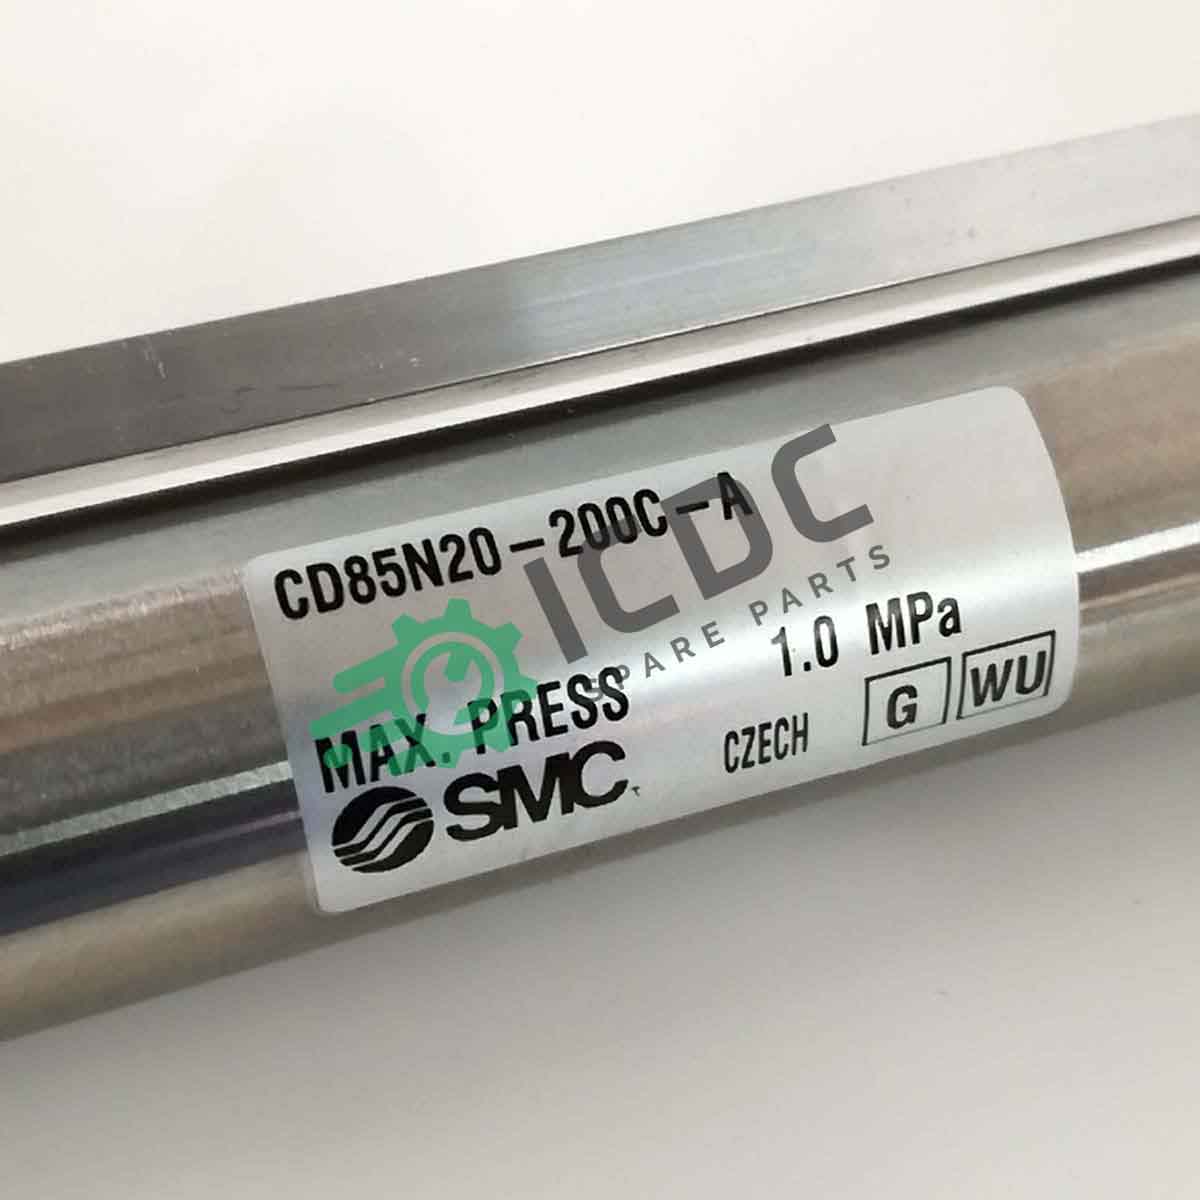 CD85N20-200C-A
ICDC
SPARE PARTS
MAX. PRESS 1.0 MPa
SMC CZECH G WU